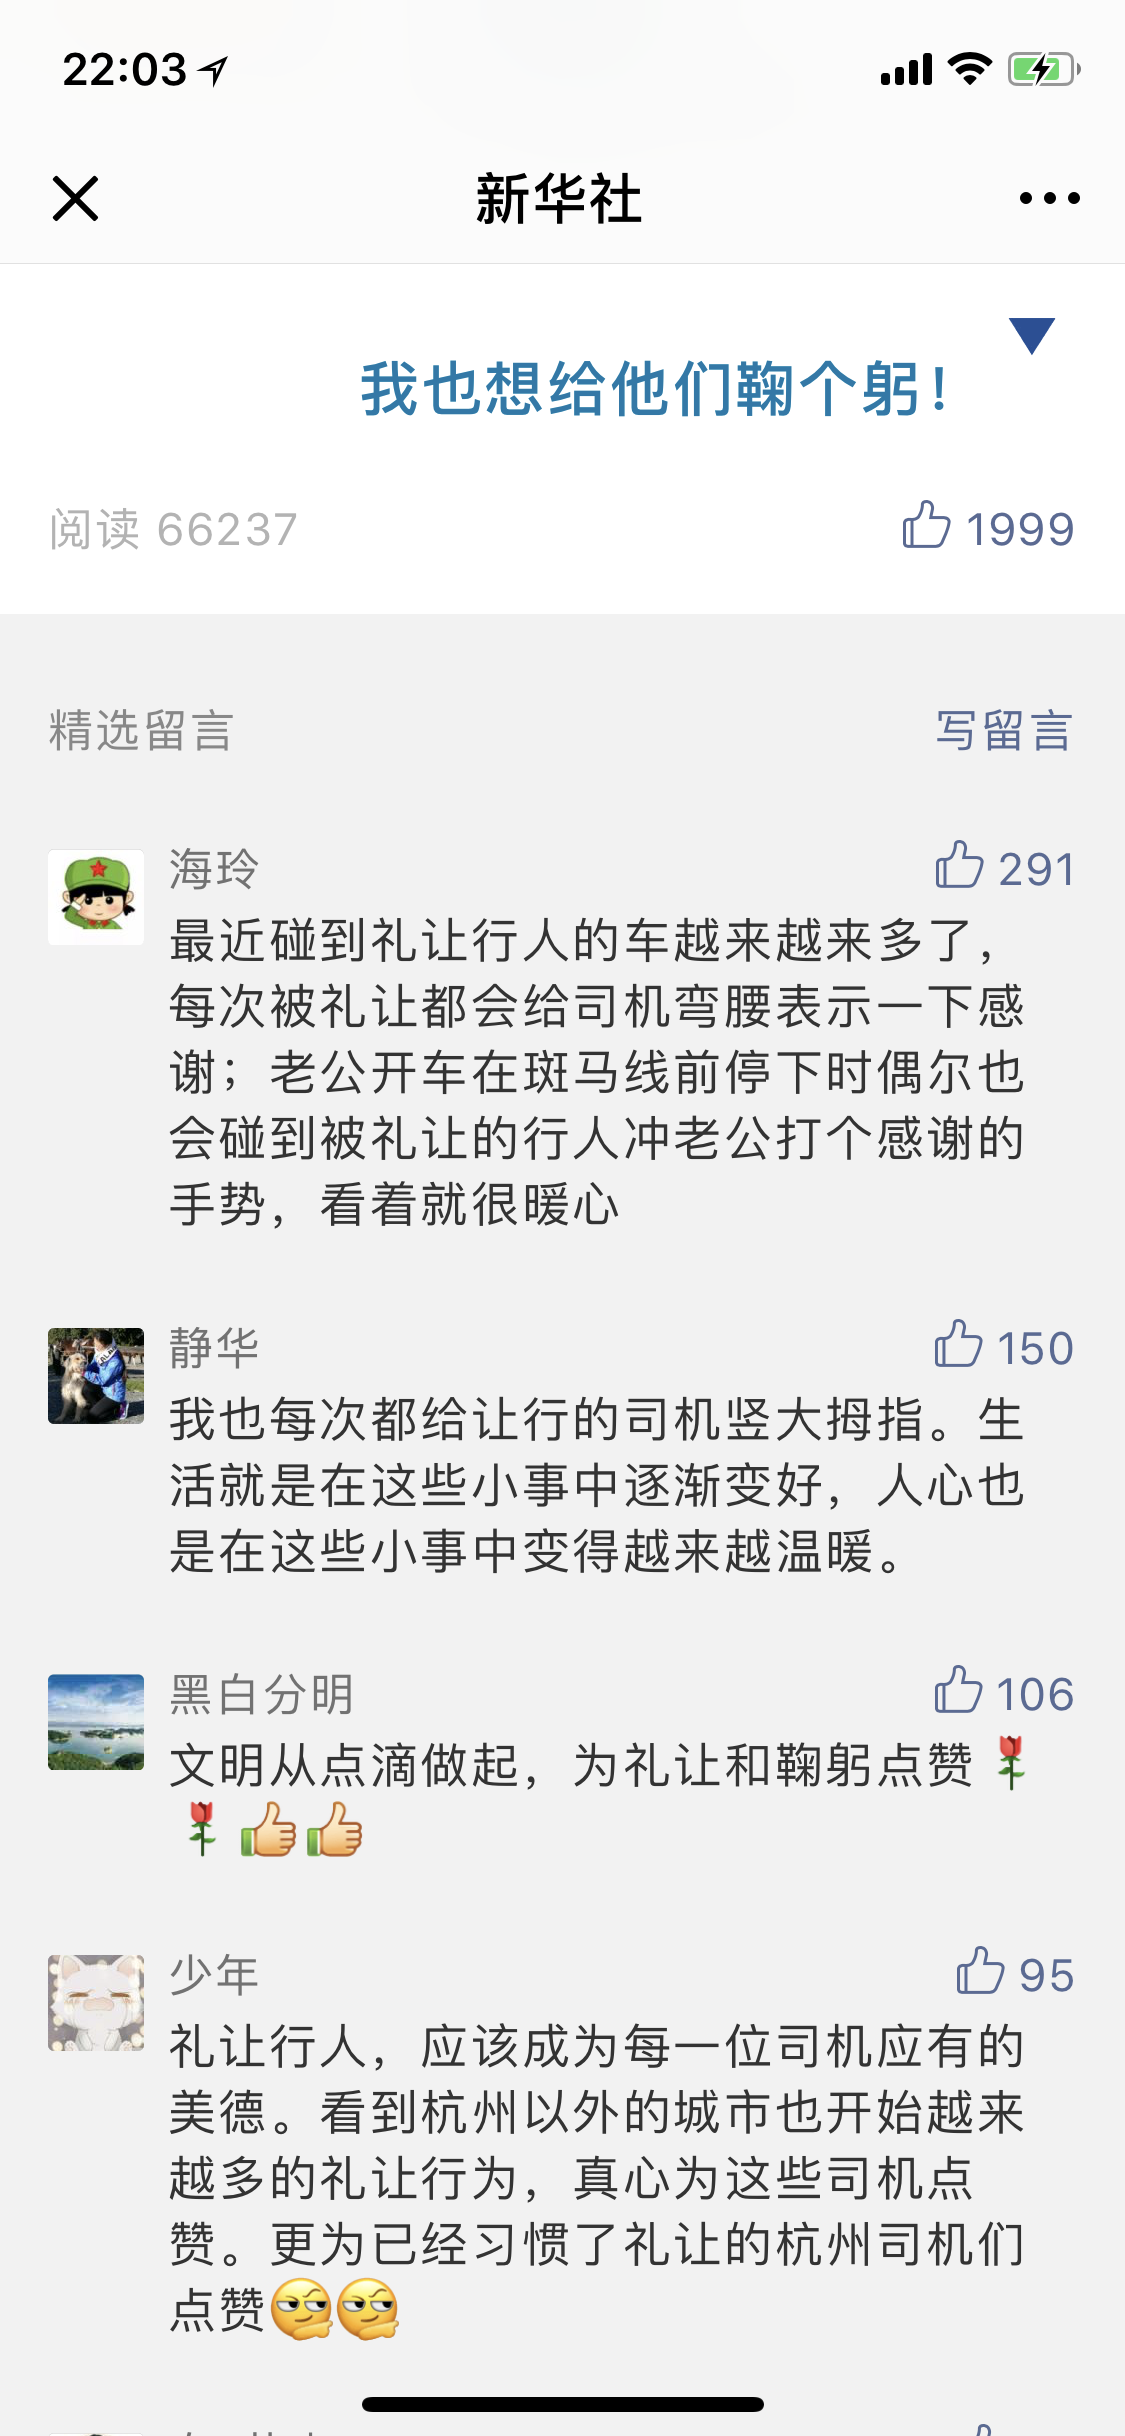 22:03
新华社
我也想给他们鞠个躬！
阅读 66237
1999
精选留言
写留言
海玲
291
最近碰到礼让行人的车越来越多了，
每次被礼让都会给司机弯腰表示一下感
谢；老公开车在斑马线前停下时偶尔也
会碰到被礼让的行人冲老公打个感谢的
手势，看着就很暖心
静华
150
我也每次都给让行的司机竖大拇指。生
活就是在这些小事中逐渐变好，人心也
是在这些小事中变得越来越温暖。
黑白分明
106
文明从点滴做起，为礼让和鞠躬点赞🌹
🌹👍👍
少年
95
礼让行人，应该成为每一位司机应有的
美德。看到杭州以外的城市也开始越来
越多的礼让行为，真心为这些司机点
赞。更为已经习惯了礼让的杭州司机们
点赞